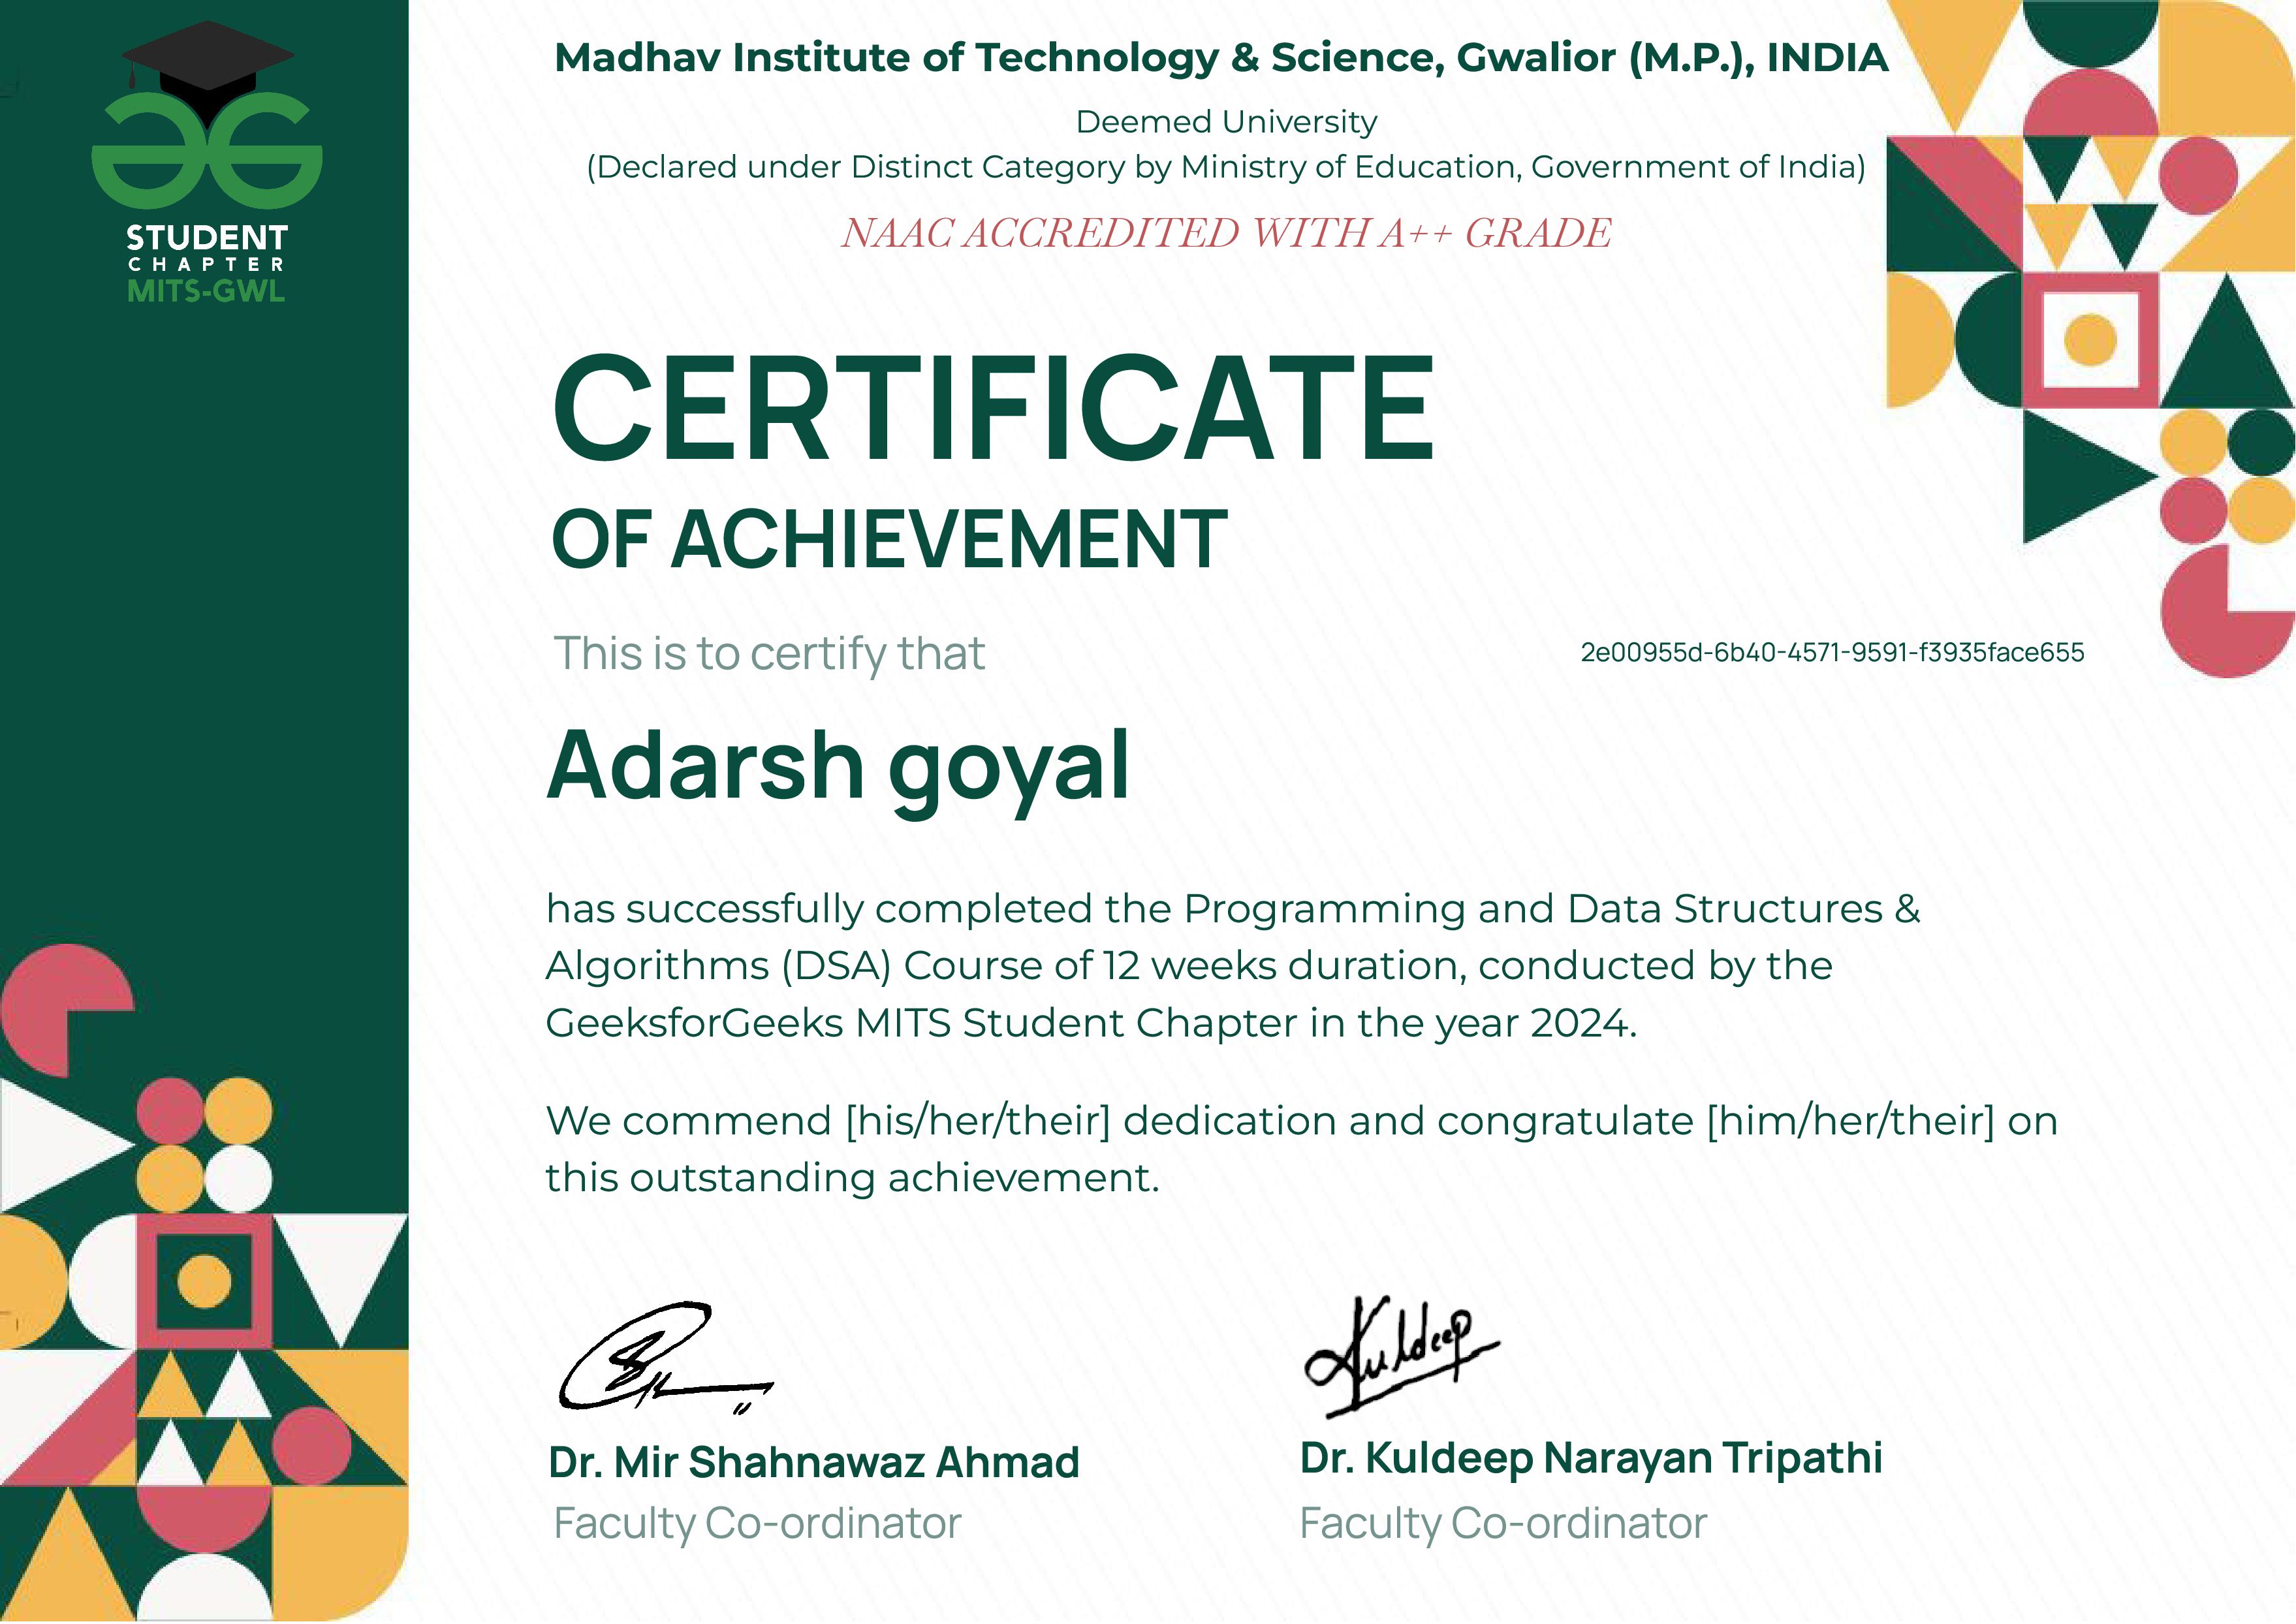 STUDENT
CHAPTER
MITS-GWL
Madhav Institute of Technology & Science, Gwalior (M.P.), INDIA
Deemed University
(Declared under Distinct Category by Ministry of Education, Government of India)
NAAC ACCREDITED WITH A++ GRADE
CERTIFICATE
OF ACHIEVEMENT
This is to certify that
2e00955d-6b40-4571-9591-f3935face655
Adarsh goyal
has successfully completed the Programming and Data Structures &
Algorithms (DSA) Course of 12 weeks duration, conducted by the
GeeksforGeeks MITS Student Chapter in the year 2024.
We commend [his/her/their] dedication and congratulate [him/her/their] on
this outstanding achievement.
Kuldeep
Dr. Mir Shahnawaz Ahmad
Dr. Kuldeep Narayan Tripathi
Faculty Co-ordinator
Faculty Co-ordinator